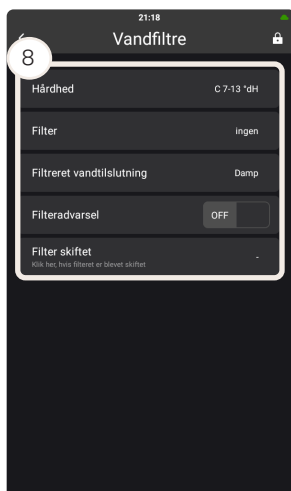 21:18
Vandfiltre
8
Hårdhed C 7-13 °dH
Filter ingen
Filtreret vandtilslutning Damp
Filteradvarsel OFF
Filter skiftet -
Klik her, hvis filteret er blevet skiftet